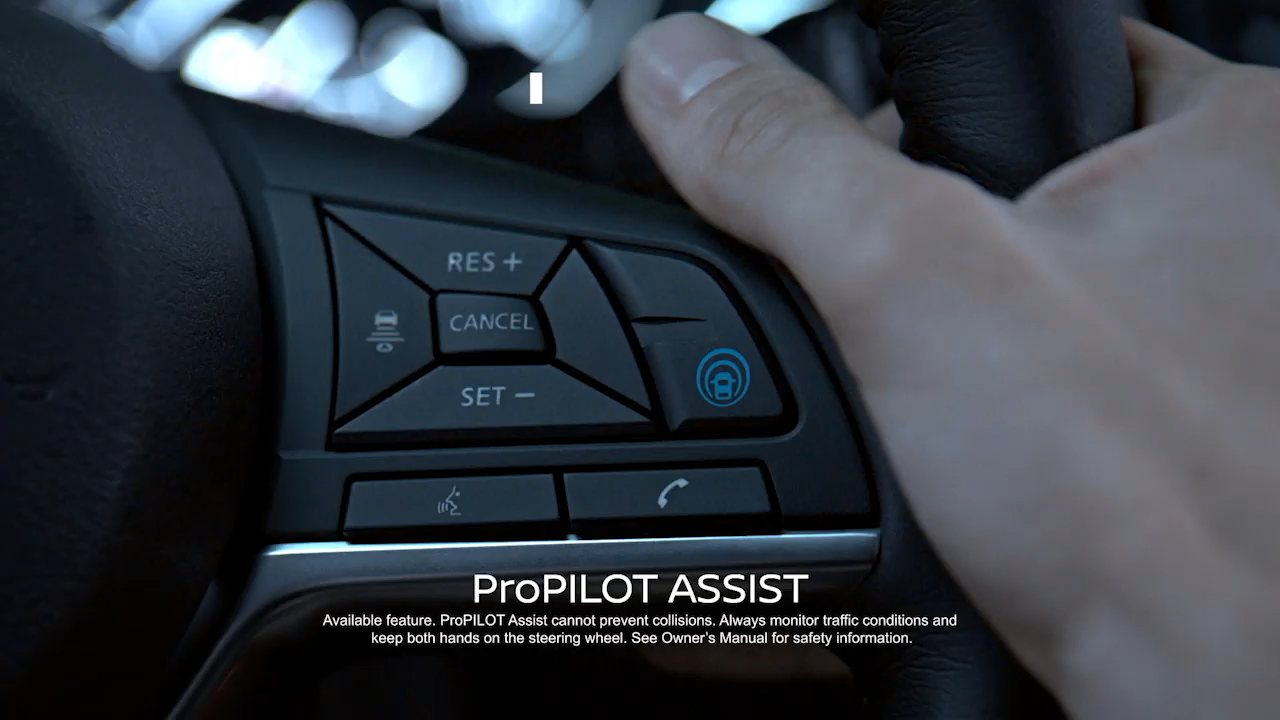 RES +
CANCEL
SET −
ProPILOT ASSIST
Available feature. ProPILOT Assist cannot prevent collisions. Always monitor traffic conditions and
keep both hands on the steering wheel. See Owner's Manual for safety information.